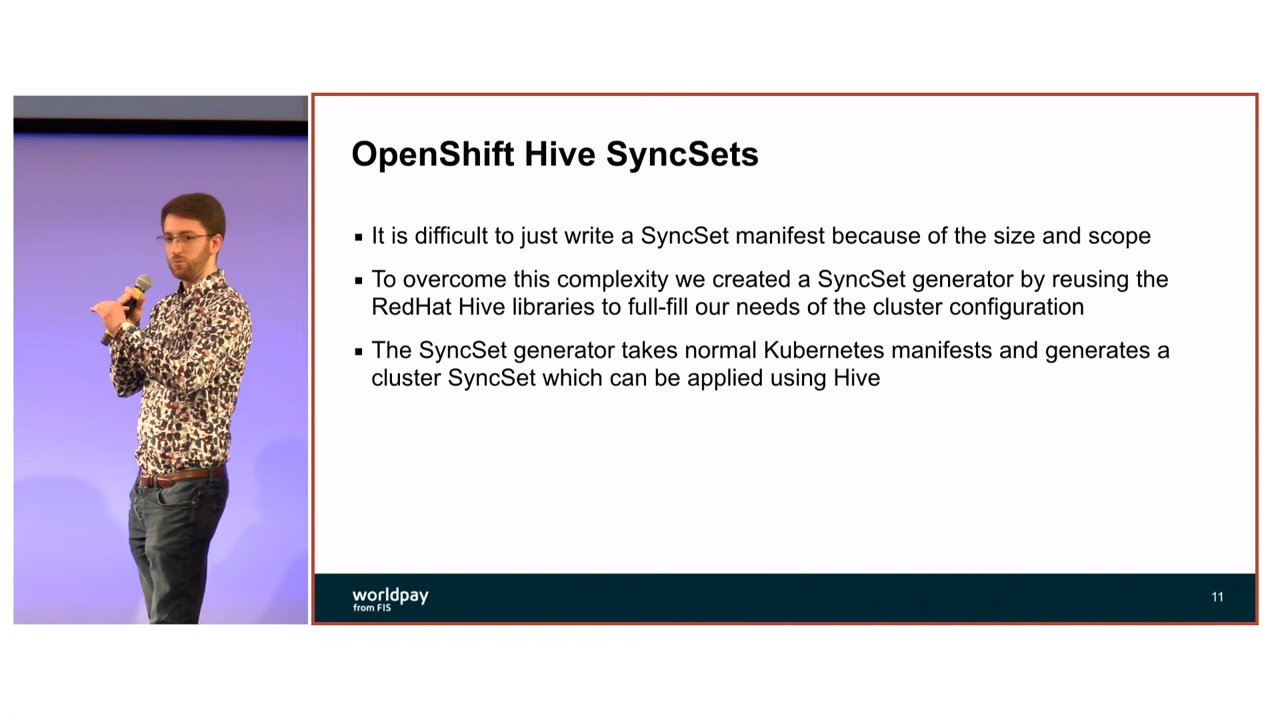 OpenShift Hive SyncSets
▪ It is difficult to just write a SyncSet manifest because of the size and scope
▪ To overcome this complexity we created a SyncSet generator by reusing the
RedHat Hive libraries to full-fill our needs of the cluster configuration
▪ The SyncSet generator takes normal Kubernetes manifests and generates a
cluster SyncSet which can be applied using Hive
worldpay
from FIS
11